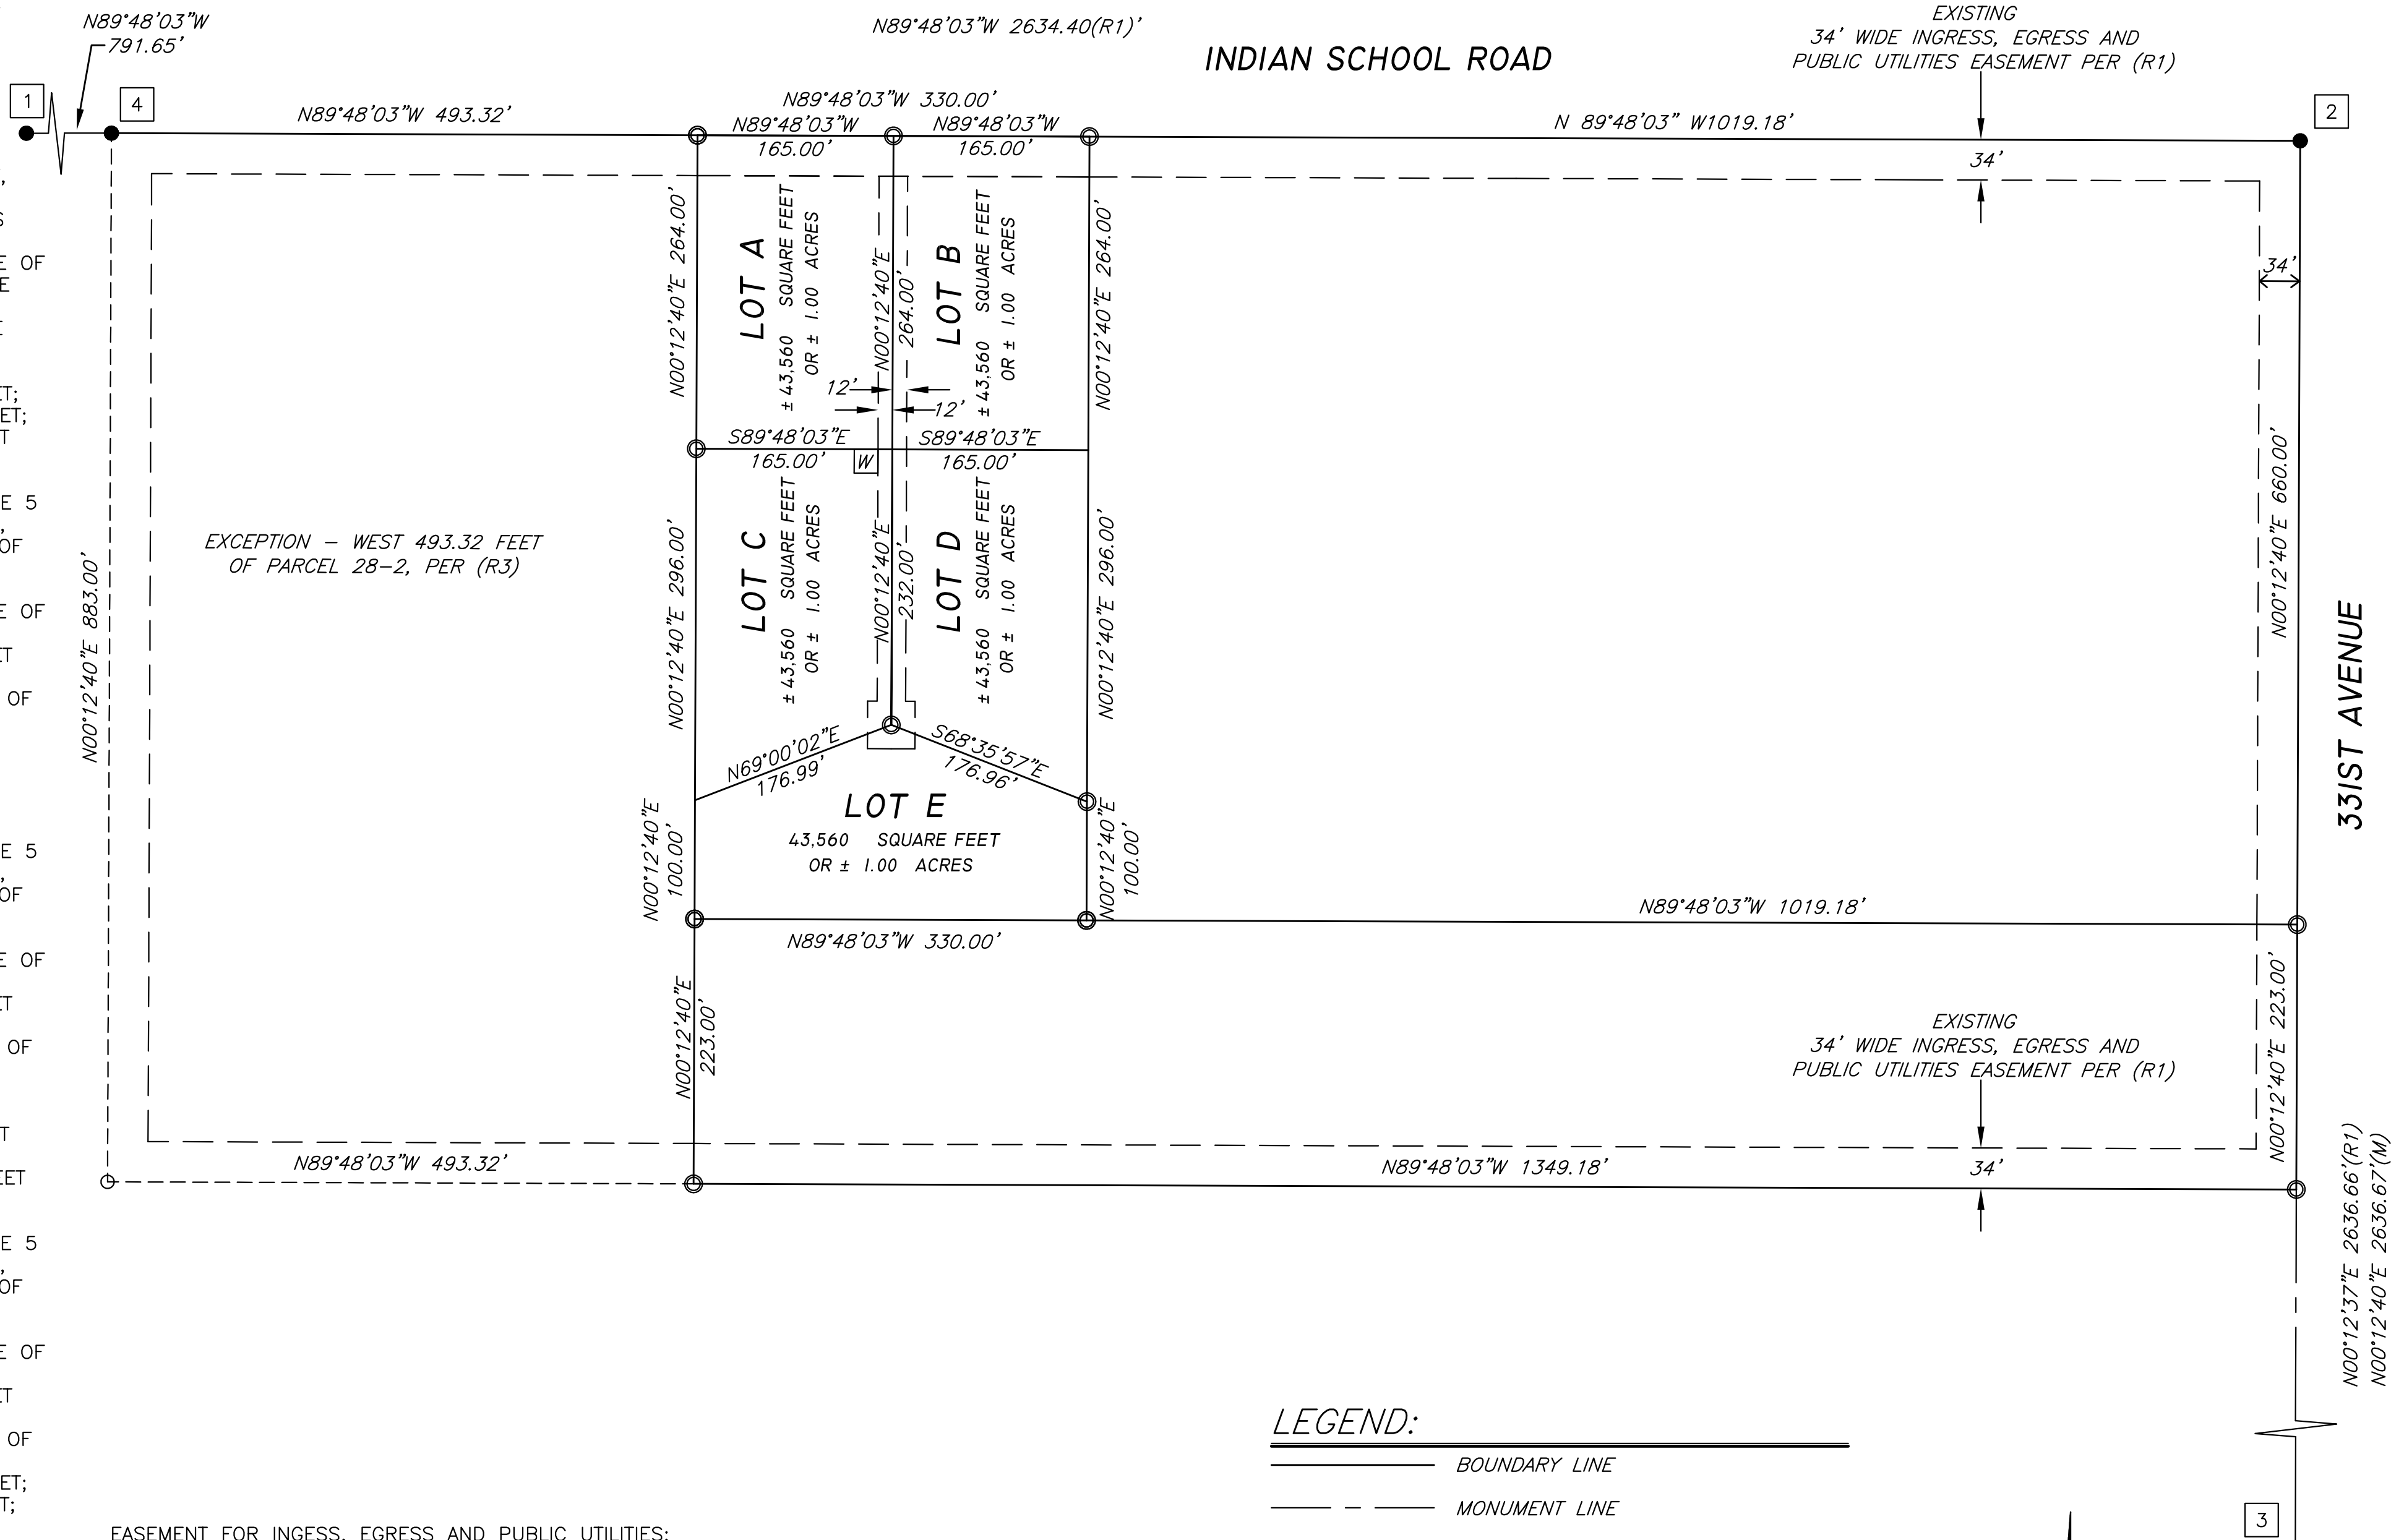 N89°48'03"W
791.65'
N89°48'03"W 2634.40(R1)'
INDIAN SCHOOL ROAD
EXISTING
34' WIDE INGRESS, EGRESS AND
PUBLIC UTILITIES EASEMENT PER (R1)
1
4
2
N89°48'03"W 493.32'
N89°48'03"W 330.00'
N89°48'03"W
165.00'
N89°48'03"W
165.00'
N 89°48'03" W1019.18'
34'
34'
N00°12'40"E 264.00'
LOT A
±43,560 SQUARE FEET
OR ± 1.00 ACRES
N00°12'40"E
264.00'
LOT B
±43,560 SQUARE FEET
OR ± 1.00 ACRES
N00°12'40"E 264.00'
12'
12'
S89°48'03"E
165.00'
W
S89°48'03"E
165.00'
N00°12'40"E 660.00'
331ST AVENUE
EXCEPTION – WEST 493.32 FEET
OF PARCEL 28-2, PER (R3)
N00°12'40"E 883.00'
N00°12'40"E 296.00'
LOT C
±43,560 SQUARE FEET
OR ± 1.00 ACRES
N00°12'40"E
232.00'
LOT D
±43,560 SQUARE FEET
OR ± 1.00 ACRES
N00°12'40"E 296.00'
N69°00'02"E
176.99'
S68°35'57"E
176.96'
LOT E
43,560 SQUARE FEET
OR ± 1.00 ACRES
N00°12'40"E
100.00'
N00°12'40"E
100.00'
N89°48'03"W 330.00'
N89°48'03"W 1019.18'
N00°12'40"E
223.00'
N00°12'40"E 223.00'
EXISTING
34' WIDE INGRESS, EGRESS AND
PUBLIC UTILITIES EASEMENT PER (R1)
N89°48'03"W 493.32'
N89°48'03"W 1349.18'
34'
N00°12'37"E 2636.66'(R1)
N00°12'40"E 2636.67'(M)
E OF
E 5
OF
E OF
OF
E 5
OF
E OF
OF
E 5
OF
E OF
OF
LEGEND:
BOUNDARY LINE
MONUMENT LINE
3
EASEMENT FOR INGESS, EGRESS AND PUBLIC UTILITIES: